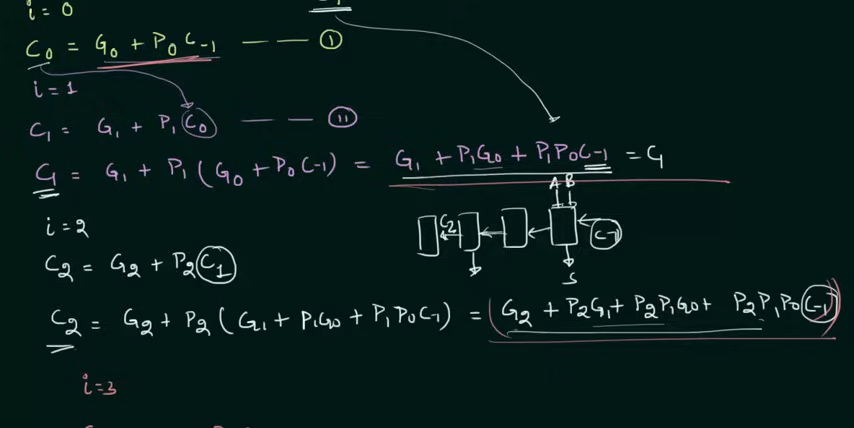 i = 0
C₀ = G₀ + P₀ C₋₁ ——— ①
i = 1
C₁ = G₁ + P₁ C₀ —— — ⑪
C₁ = G₁ + P₁ ( G₀ + P₀ C₋₁ ) = G₁ + P₁G₀ + P₁P₀C₋₁ = C₁
A B
i = 2
C₂
C₋₁
C₂ = G₂ + P₂ C₁
S
C₂ = G₂ + P₂ ( G₁ + P₁G₀ + P₁P₀C₋₁ ) = ( G₂ + P₂G₁ + P₂P₁G₀ + P₂P₁P₀ C₋₁ )
i = 3